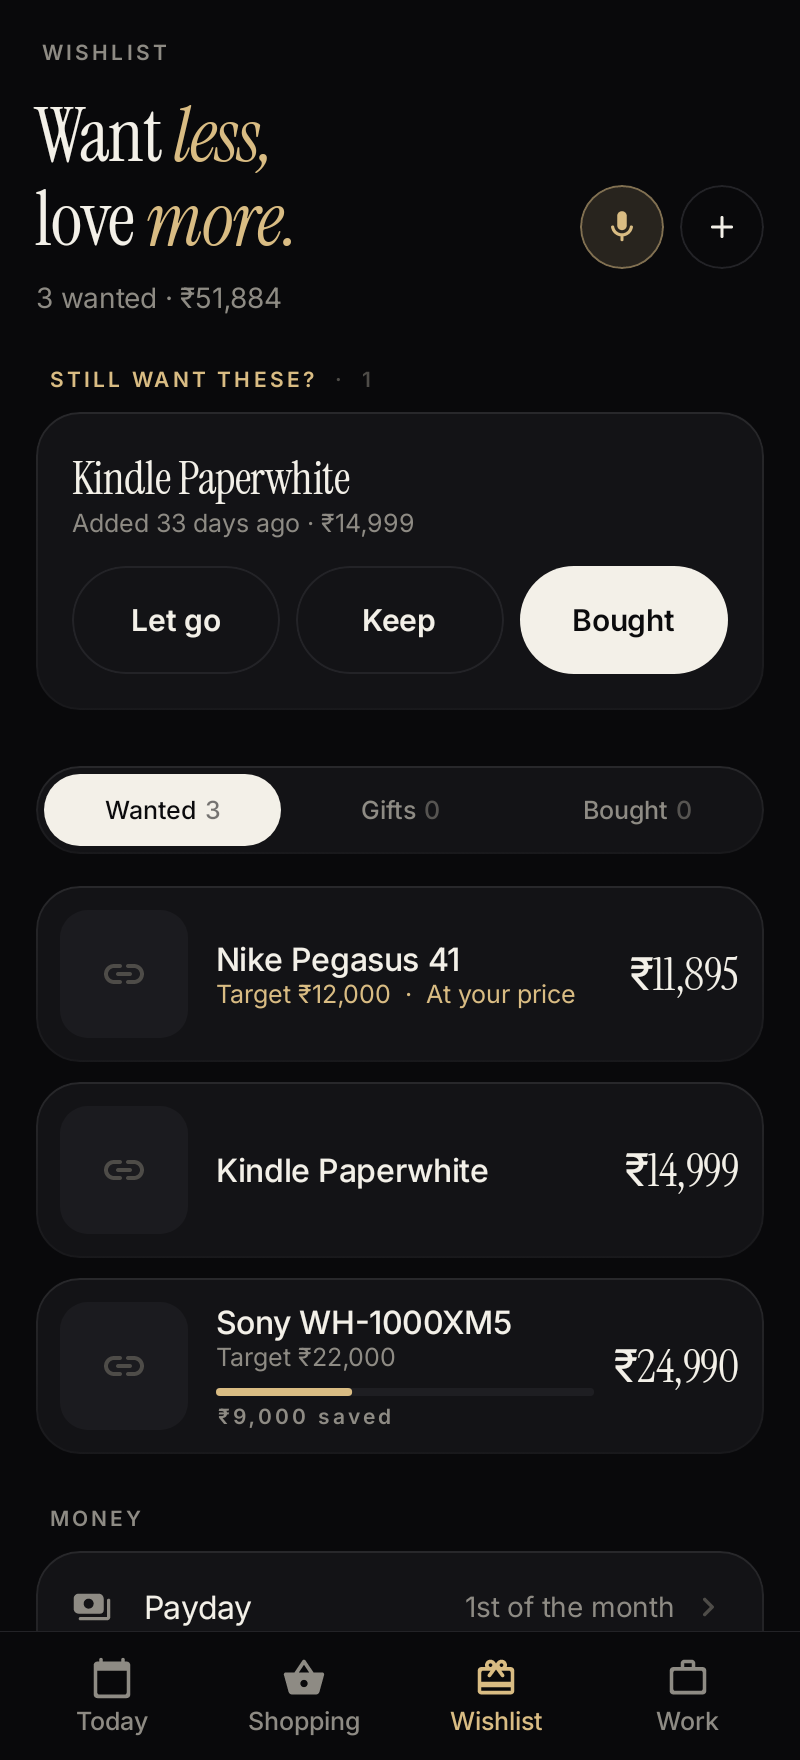 WISHLIST
Want less,
love more.
3 wanted · ₹51,884
STILL WANT THESE? · 1
Kindle Paperwhite
Added 33 days ago · ₹14,999
Let go Keep Bought
Wanted 3 Gifts 0 Bought 0
Nike Pegasus 41
Target ₹12,000 · At your price
₹11,895
Kindle Paperwhite
₹14,999
Sony WH-1000XM5
Target ₹22,000
₹24,990
₹9,000 saved
MONEY
Payday 1st of the month
Today Shopping Wishlist Work